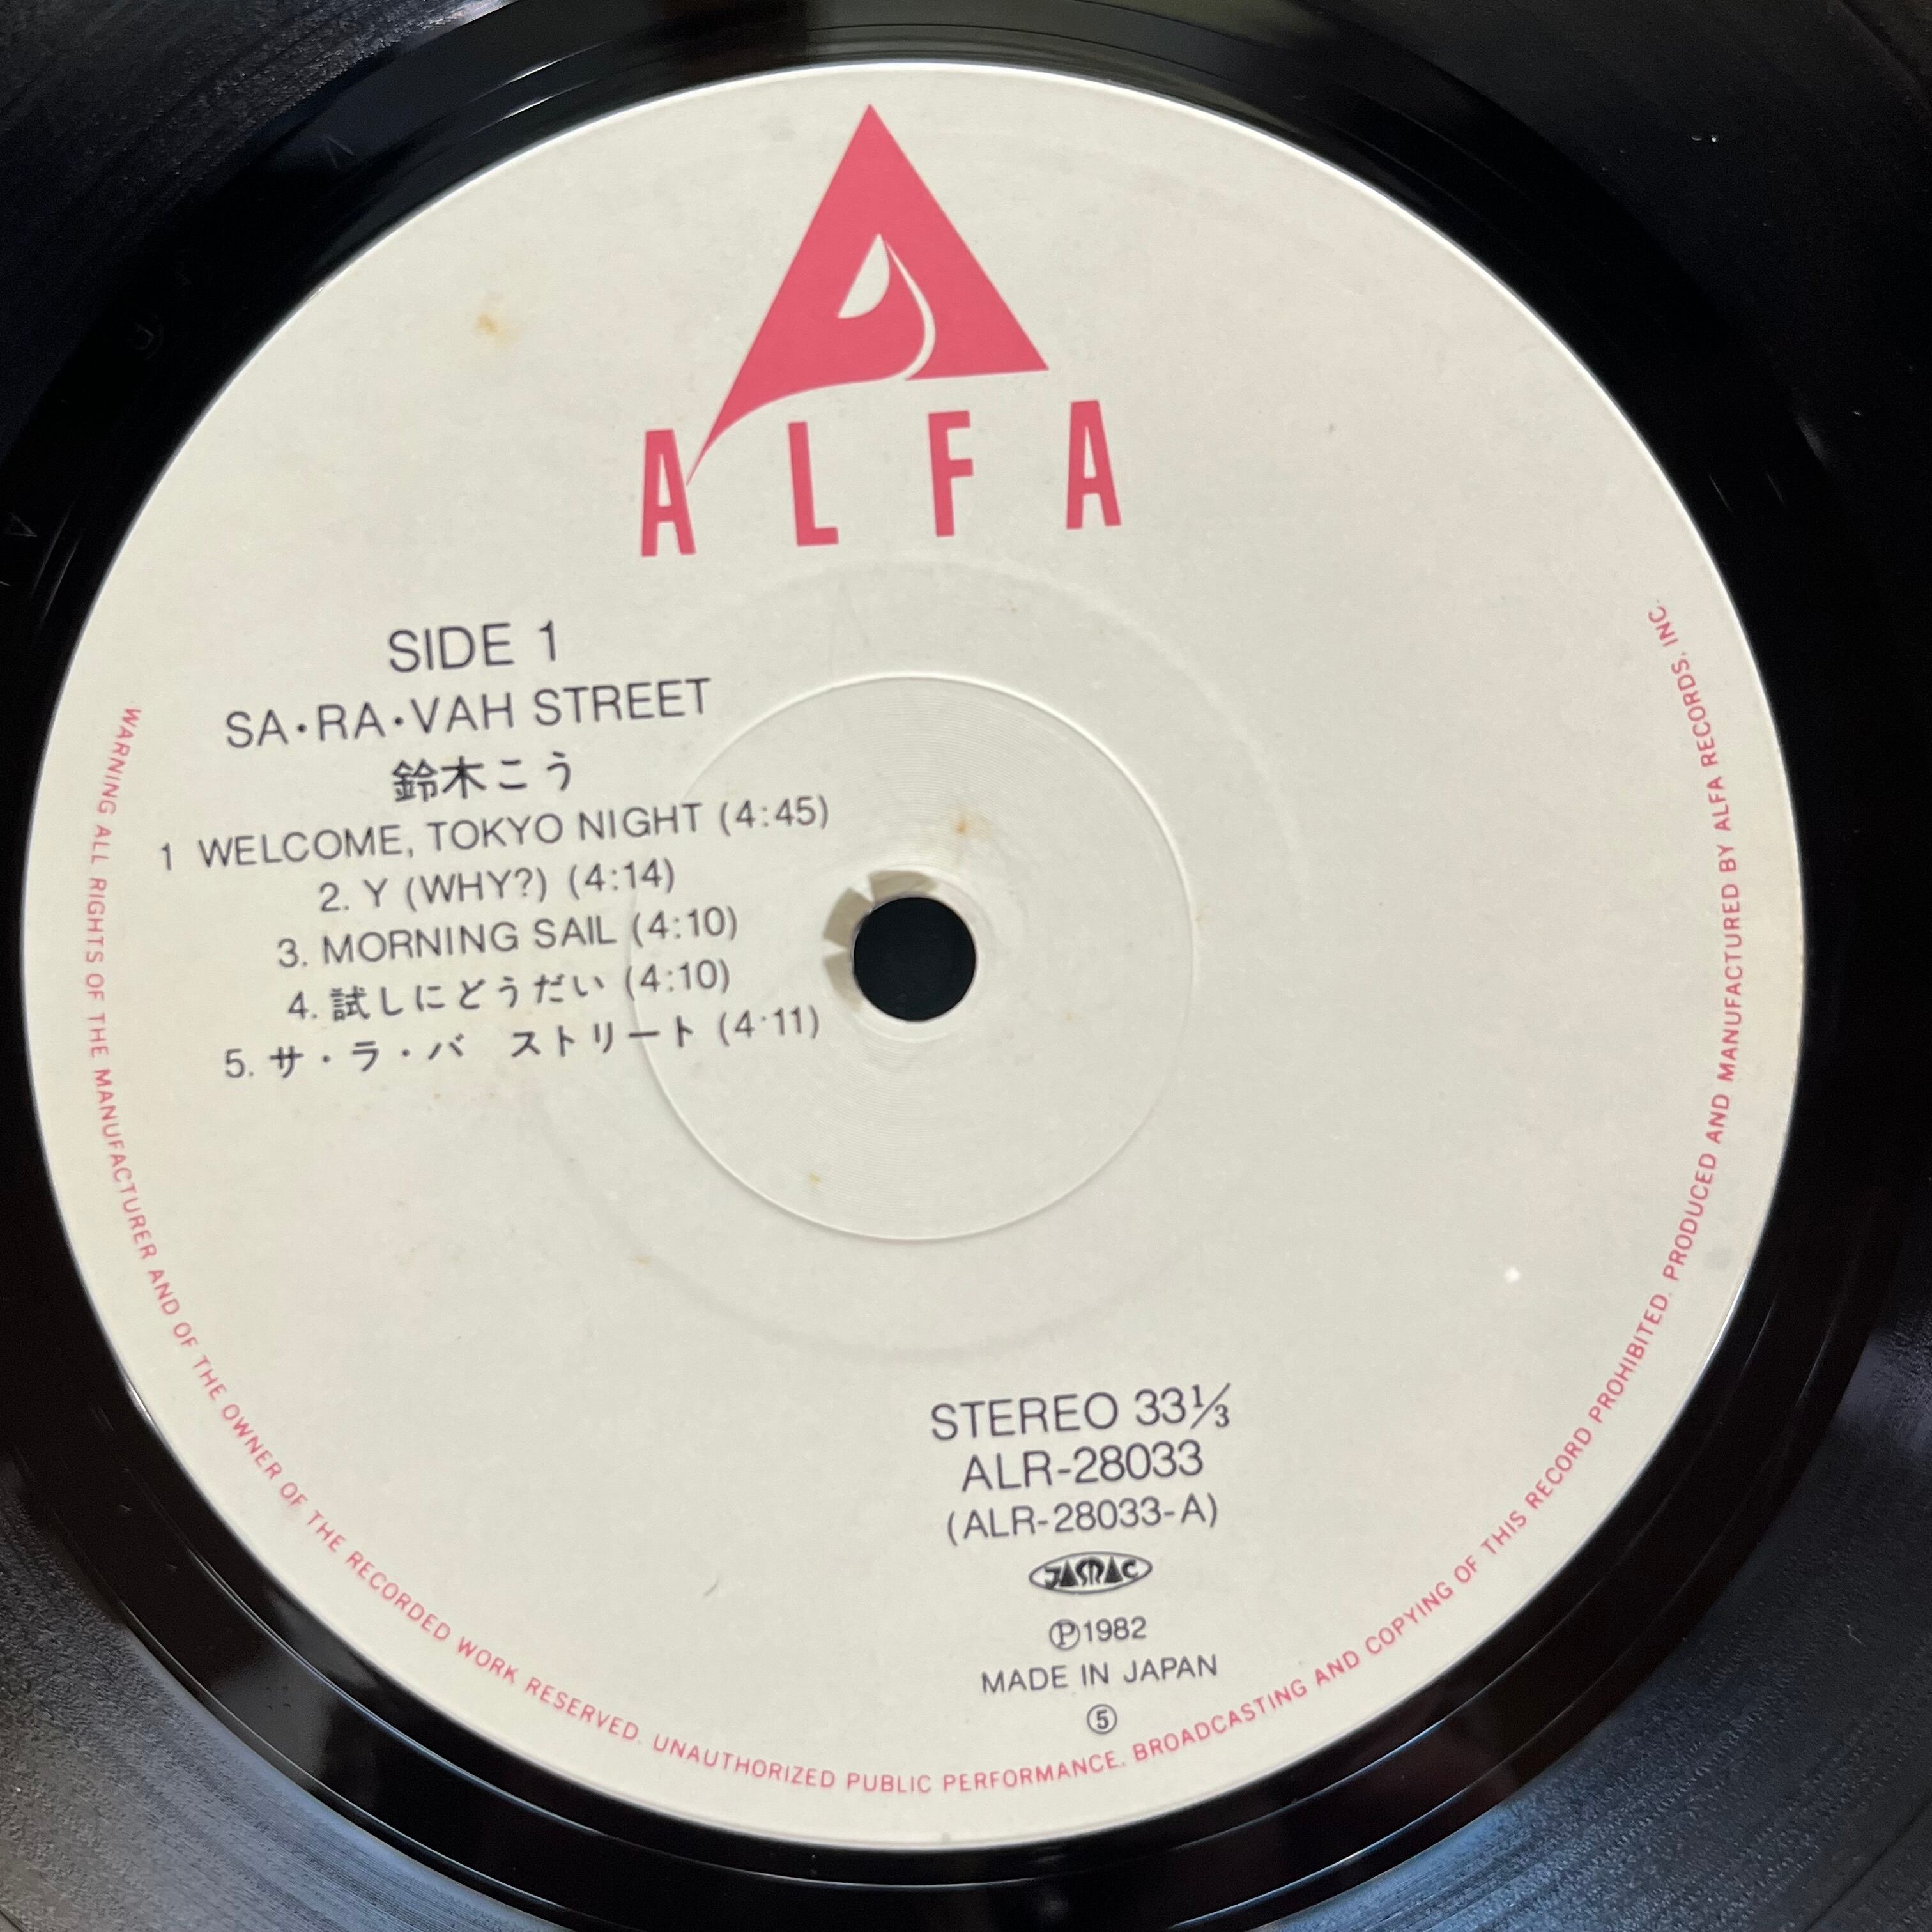 ALFA
SIDE 1
SA・RA・VAH STREET
鈴木こう
1 WELCOME, TOKYO NIGHT (4:45)
2. Y (WHY?) (4:14)
3. MORNING SAIL (4:10)
4. 試しにどうだい (4:10)
5. サ・ラ・バ ストリート (4:11)
STEREO 33⅓
ALR-28033
(ALR-28033-A)
JASRAC
Ⓟ1982
MADE IN JAPAN
⑤
WARNING ALL RIGHTS OF THE MANUFACTURER AND OF THE OWNER OF THE RECORDED WORK RESERVED. UNAUTHORIZED PUBLIC PERFORMANCE, BROADCASTING AND COPYING OF THIS RECORD PROHIBITED. PRODUCED AND MANUFACTURED BY ALFA RECORDS, INC.